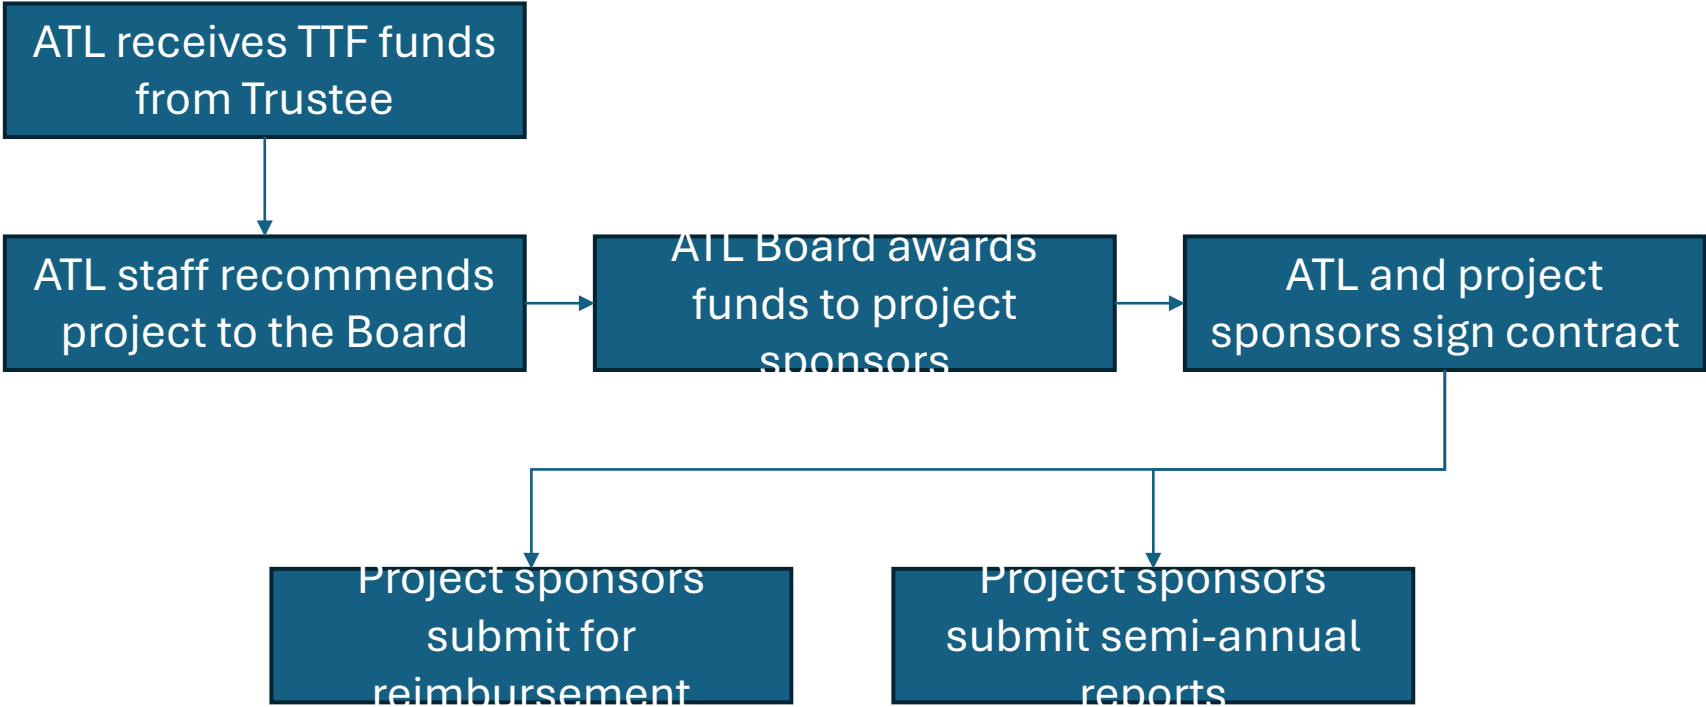 ATL receives TTF funds
from Trustee
ATL staff recommends
project to the Board
ATL Board awards
funds to project
sponsors
ATL and project
sponsors sign contract
Project sponsors
submit for
reimbursement
Project sponsors
submit semi-annual
reports